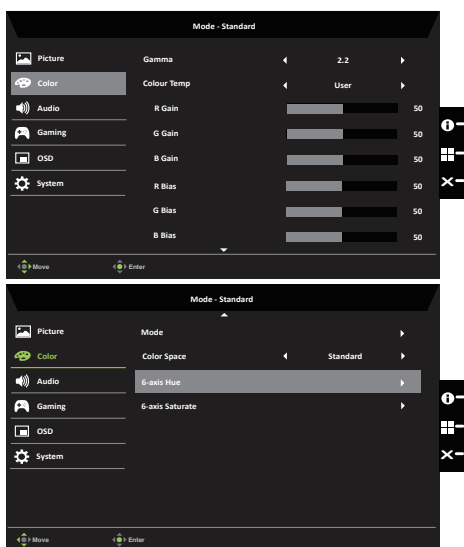 Mode - Standard
Picture Gamma 2.2
Color Colour Temp User
Audio R Gain 50
Gaming G Gain 50
OSD B Gain 50
System R Bias 50
G Bias 50
B Bias 50
Move Enter
Mode - Standard
Picture Mode
Color Color Space Standard
Audio 6-axis Hue
Gaming 6-axis Saturate
OSD
System
Move Enter